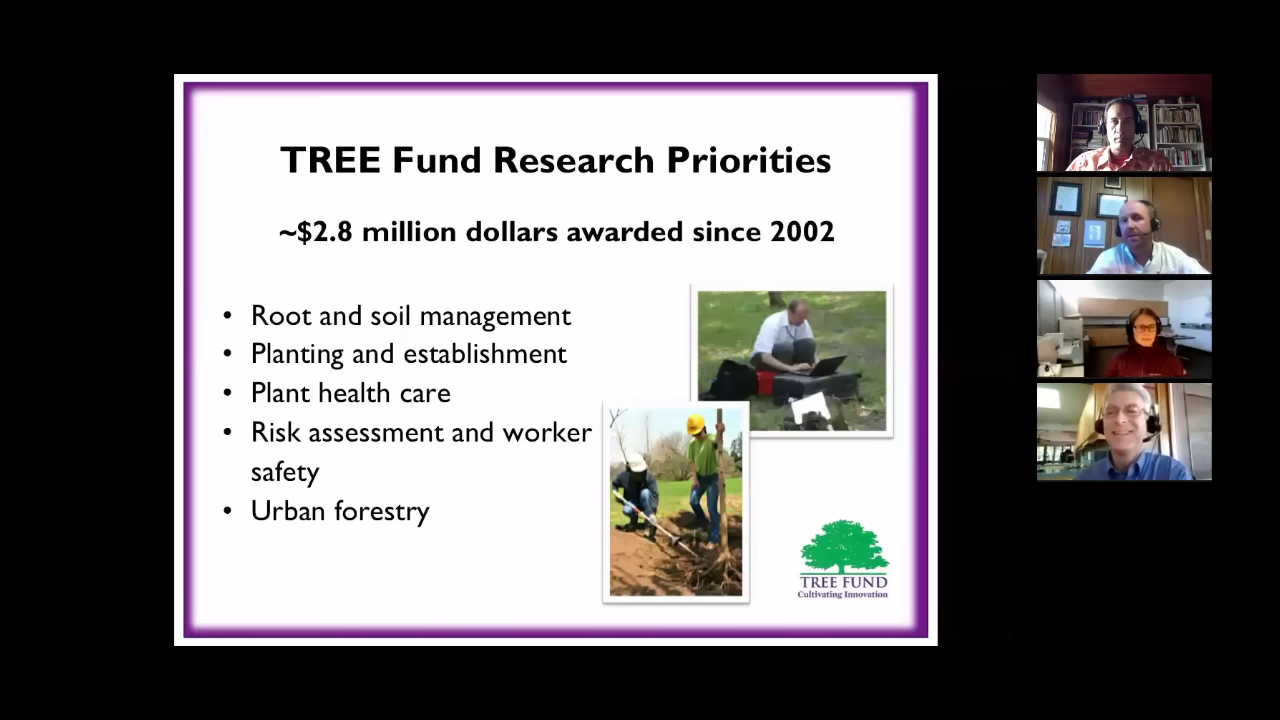 TREE Fund Research Priorities
~$2.8 million dollars awarded since 2002
• Root and soil management
• Planting and establishment
• Plant health care
• Risk assessment and worker
safety
• Urban forestry
TREE FUND
Cultivating Innovation